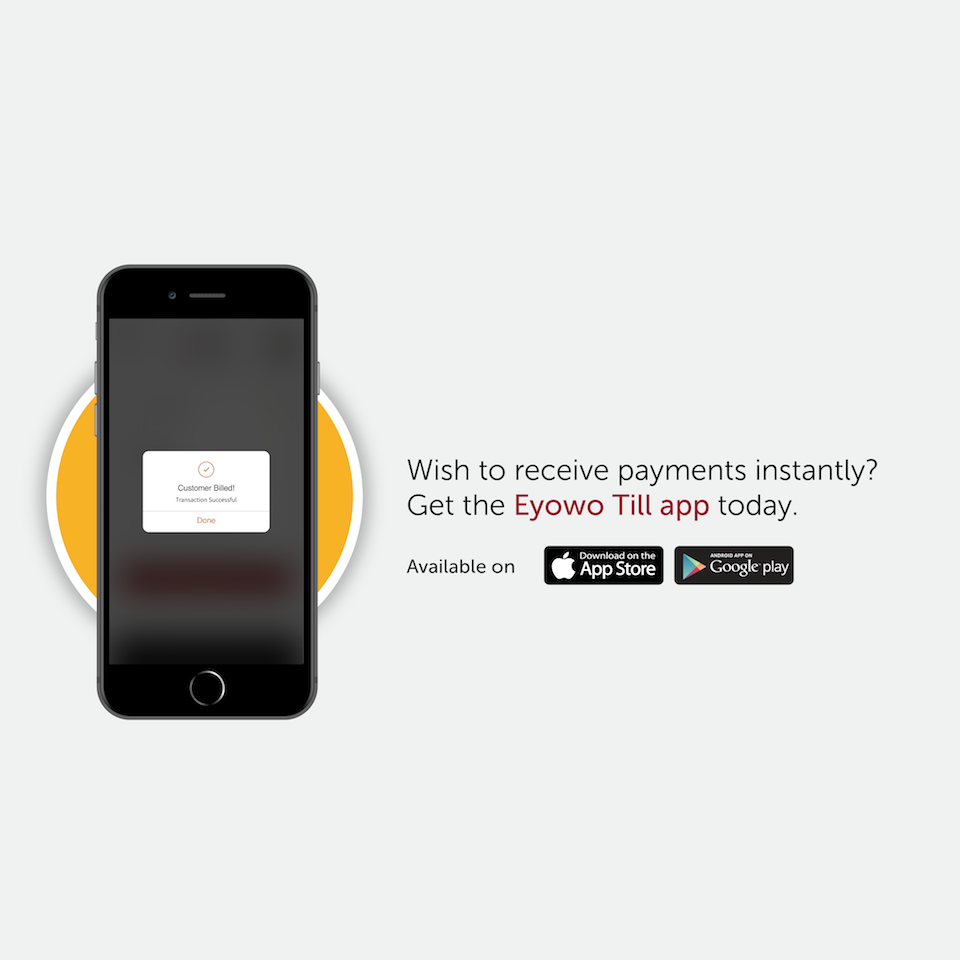 Customer Billed!
Transaction Successful
Done
Wish to receive payments instantly?
Get the Eyowo Till app today.
Available on
Download on the
App Store
ANDROID APP ON
Google play